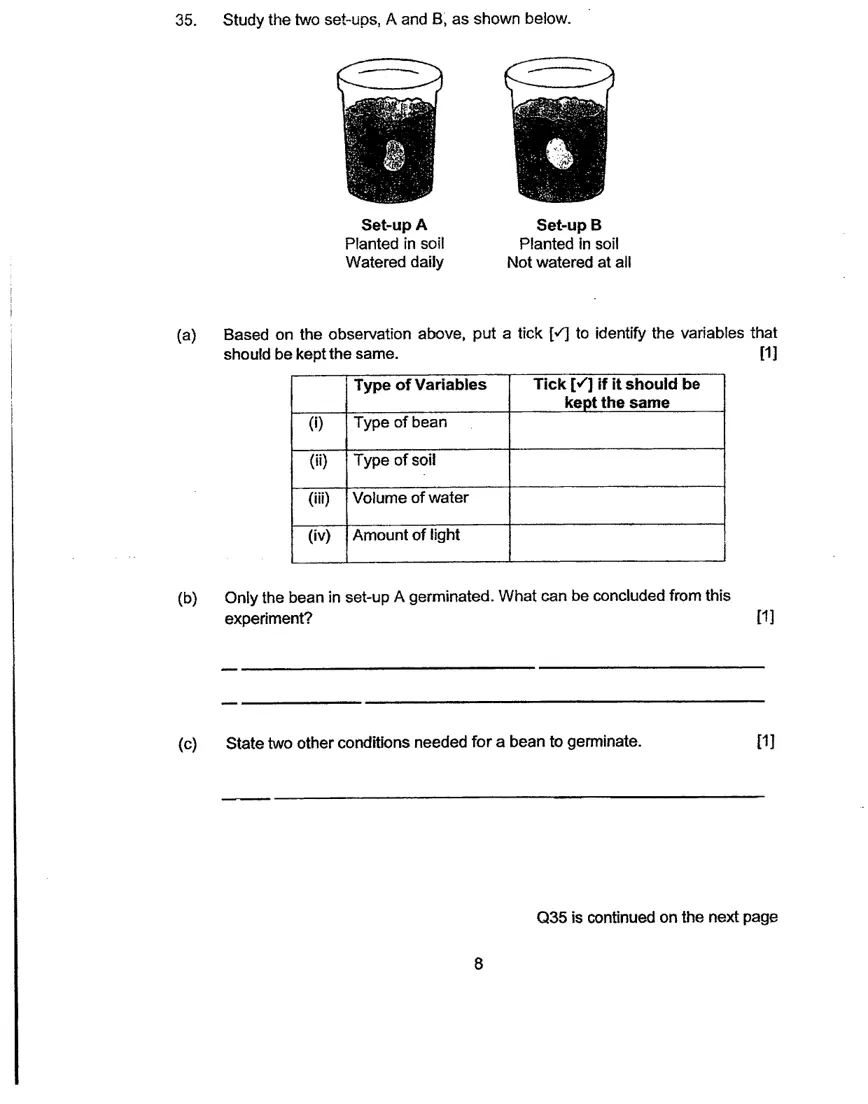 35. Study the two set-ups, A and B, as shown below.
Set-up A Set-up B
Planted in soil Planted in soil
Watered daily Not watered at all
(a) Based on the observation above, put a tick [✓] to identify the variables that
should be kept the same. [1]
Type of Variables Tick [✓] if it should be
kept the same
(i) Type of bean
(ii) Type of soil
(iii) Volume of water
(iv) Amount of light
(b) Only the bean in set-up A germinated. What can be concluded from this
experiment? [1]
(c) State two other conditions needed for a bean to germinate. [1]
Q35 is continued on the next page
8